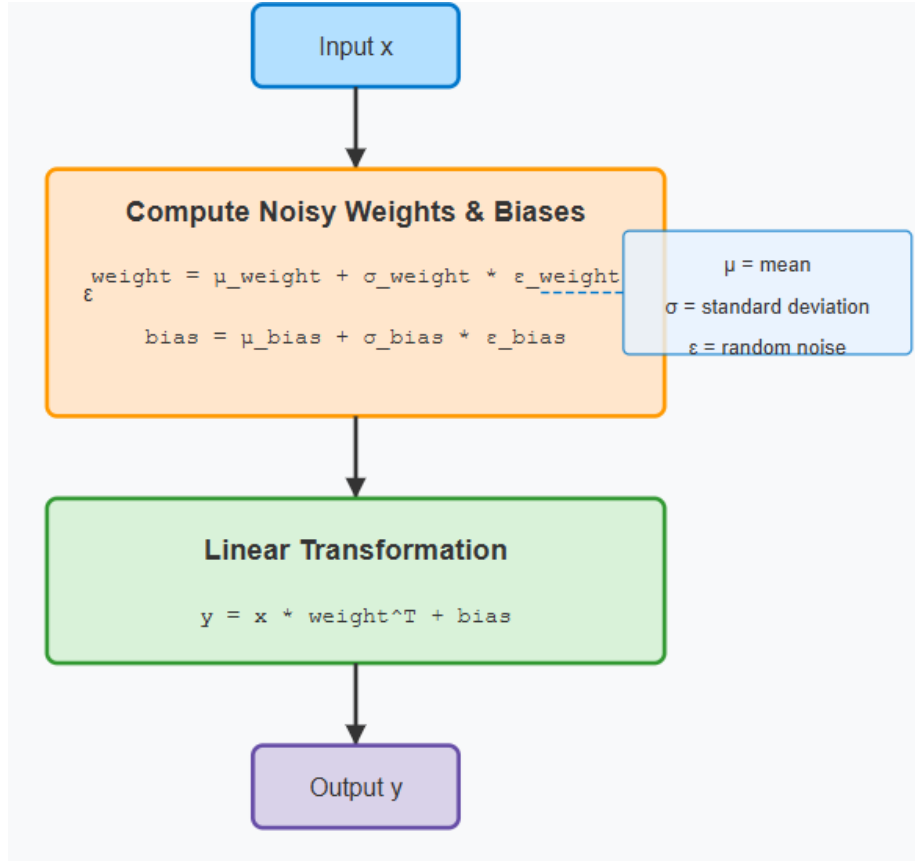 Input x
Compute Noisy Weights & Biases
weight = μ_weight + σ_weight * ε_weight
ε
bias = μ_bias + σ_bias * ε_bias
μ = mean
σ = standard deviation
ε = random noise
Linear Transformation
y = x * weight^T + bias
Output y